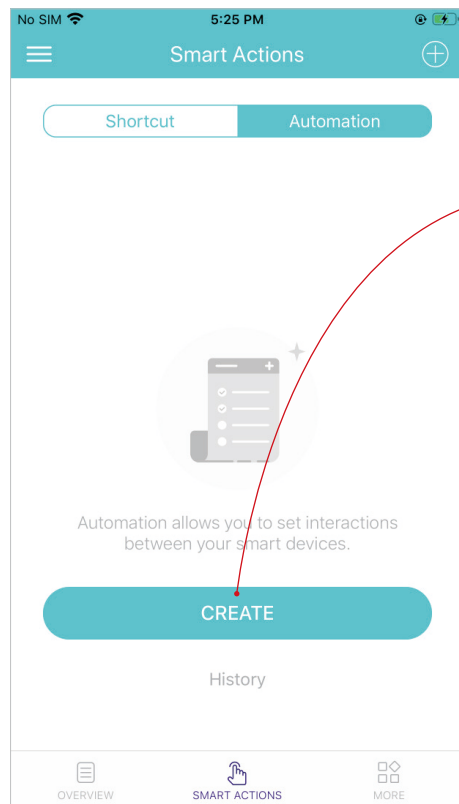 No SIM 5:25 PM
Smart Actions
Shortcut Automation
Automation allows you to set interactions
between your smart devices.
CREATE
History
OVERVIEW SMART ACTIONS MORE